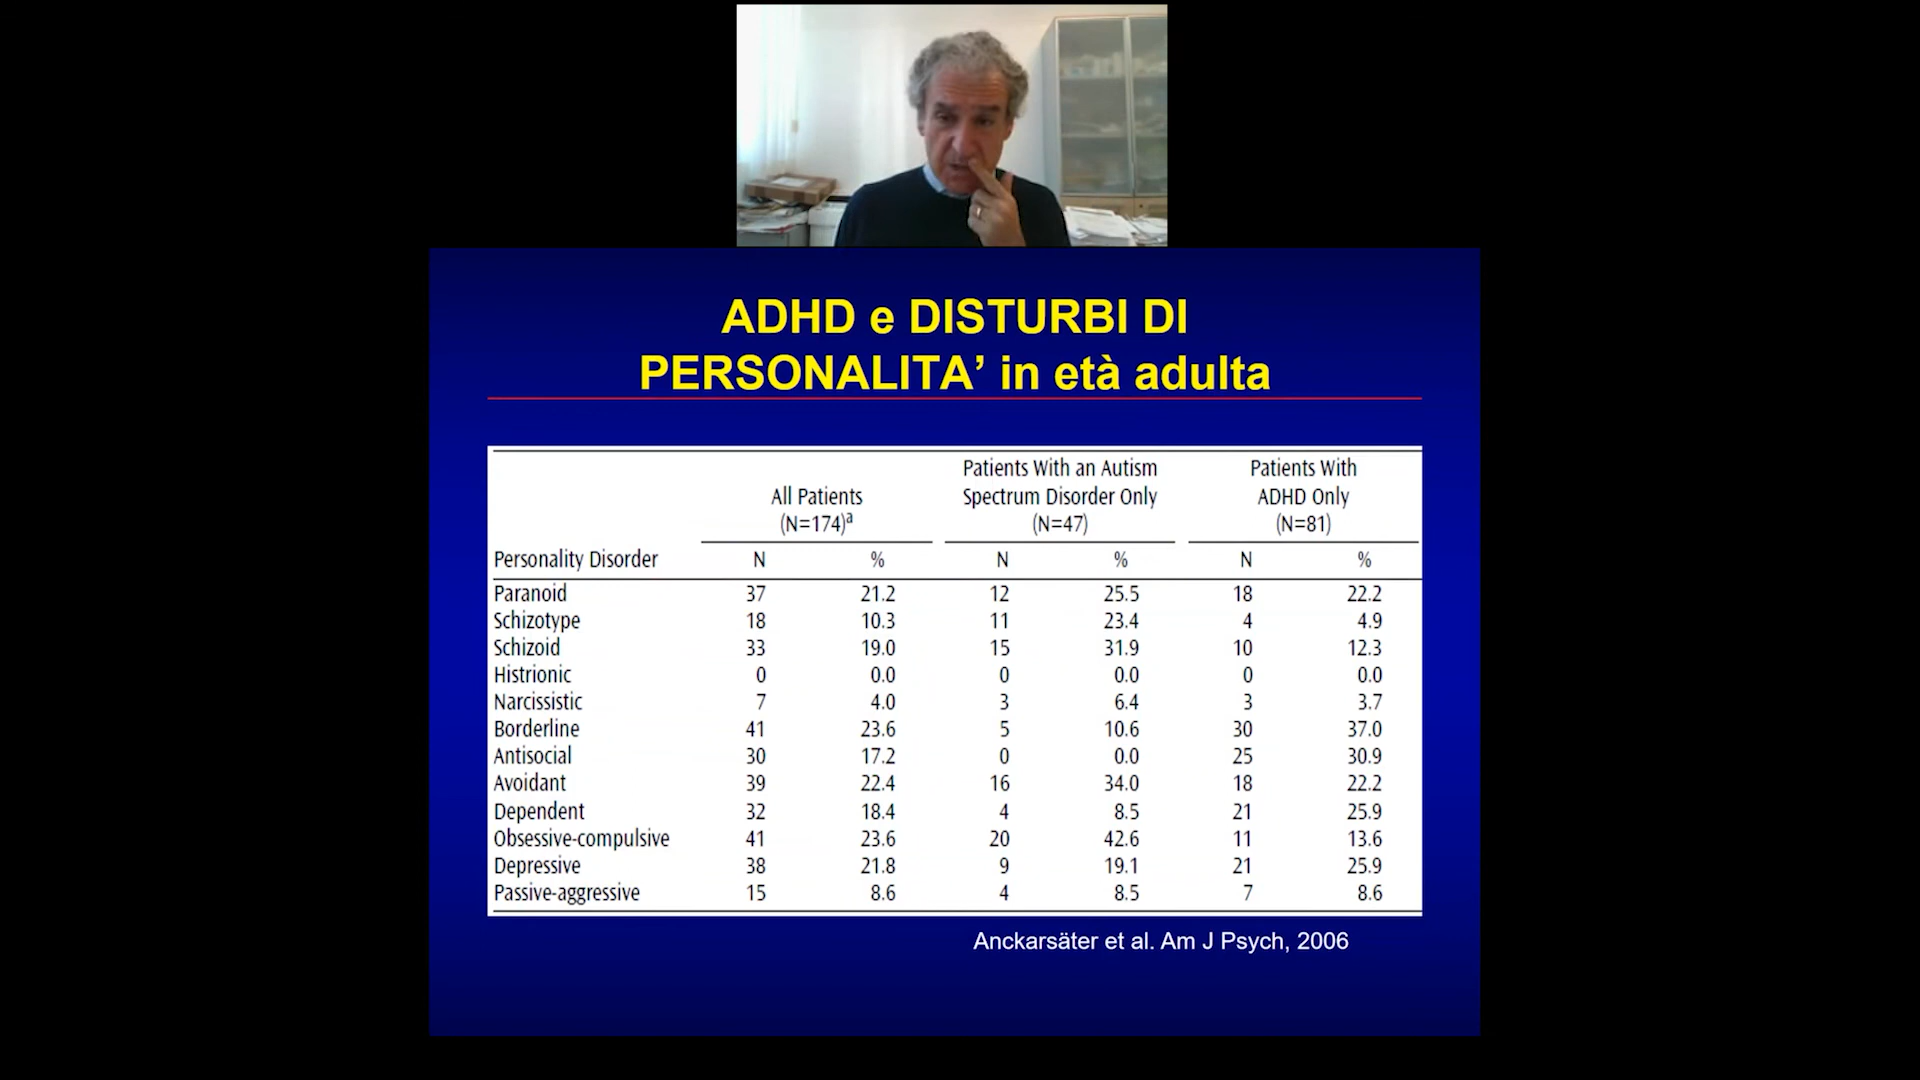 ADHD e DISTURBI DI
PERSONALITA’ in età adulta
Patients With an Autism Patients With
All Patients Spectrum Disorder Only ADHD Only
(N=174)a (N=47) (N=81)
Personality Disorder N % N % N %
Paranoid 37 21.2 12 25.5 18 22.2
Schizotype 18 10.3 11 23.4 4 4.9
Schizoid 33 19.0 15 31.9 10 12.3
Histrionic 0 0.0 0 0.0 0 0.0
Narcissistic 7 4.0 3 6.4 3 3.7
Borderline 41 23.6 5 10.6 30 37.0
Antisocial 30 17.2 0 0.0 25 30.9
Avoidant 39 22.4 16 34.0 18 22.2
Dependent 32 18.4 4 8.5 21 25.9
Obsessive-compulsive 41 23.6 20 42.6 11 13.6
Depressive 38 21.8 9 19.1 21 25.9
Passive-aggressive 15 8.6 4 8.5 7 8.6
Anckarsäter et al. Am J Psych, 2006